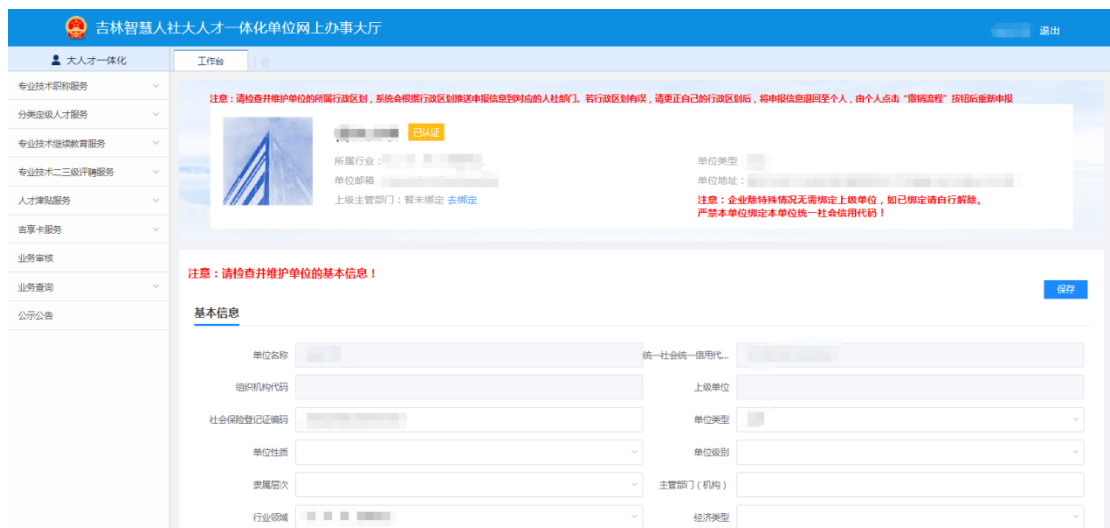 吉林智慧人社大人才一体化单位网上办事大厅
退出
大人才一体化
工作台
专业技术职称服务
分类定级人才服务
专业技术继续教育服务
专业技术二三级评聘服务
人才津贴服务
吉享卡服务
业务审核
业务查询
公示公告
注意：请检查并维护单位的所属行政区划，系统会根据行政区划推送申报信息到对应的人社部门。若行政区划有误，请更正自己的行政区划后，将申报信息退回至个人，由个人点击“撤销流程”按钮后重新申报
已认证
所属行业：
单位类型
单位邮箱
单位地址：
上级主管部门：暂未绑定 去绑定
注意：企业除特殊情况无需绑定上级单位，如已绑定请自行解除。
严禁本单位绑定本单位统一社会信用代码！
注意：请检查并维护单位的基本信息！
保存
基本信息
单位名称
统一社会统一信用代...
组织机构代码
上级单位
社会保险登记证编码
单位类型
单位性质
单位级别
隶属层次
主管部门（机构）
行业领域
经济类型